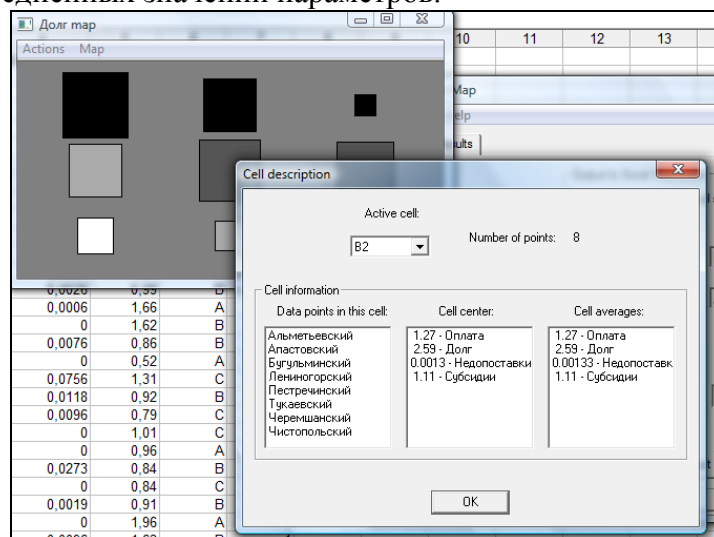 едненных значений параметров.
Долг map
Actions Map
10 11 12 13
Map
elp
ults
Cell description
Active cell:
B2
Number of points: 8
Cell information
Data points in this cell:
Cell center:
Cell averages:
Альметьевский
Апастовский
Бугульминский
Лениногорский
Пестречинский
Тукаевский
Черемшанский
Чистопольский
1.27 - Оплата
2.59 - Долг
0.0013 - Недопоставки
1.11 - Субсидии
1.27 - Оплата
2.59 - Долг
0.00133 - Недопоставк
1.11 - Субсидии
OK
0,0006 1,66 A
0 1,62 B
0,0076 0,86 B
0 0,52 A
0,0756 1,31 C
0,0118 0,92 B
0,0096 0,79 C
0 1,01 C
0 0,96 A
0,0273 0,84 B
0 0,84 C
0,0019 0,91 B
0 1,96 A